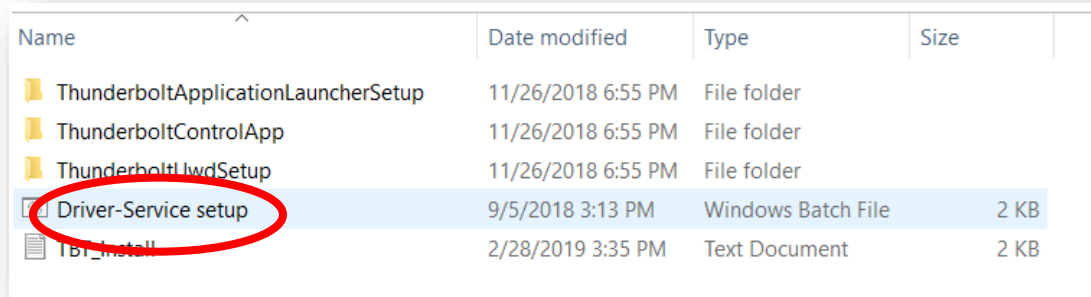 Name Date modified Type Size
ThunderboltApplicationLauncherSetup 11/26/2018 6:55 PM File folder
ThunderboltControlApp 11/26/2018 6:55 PM File folder
ThunderboltUwdSetup 11/26/2018 6:55 PM File folder
Driver-Service setup 9/5/2018 3:13 PM Windows Batch File 2 KB
TBT_Install 2/28/2019 3:35 PM Text Document 2 KB